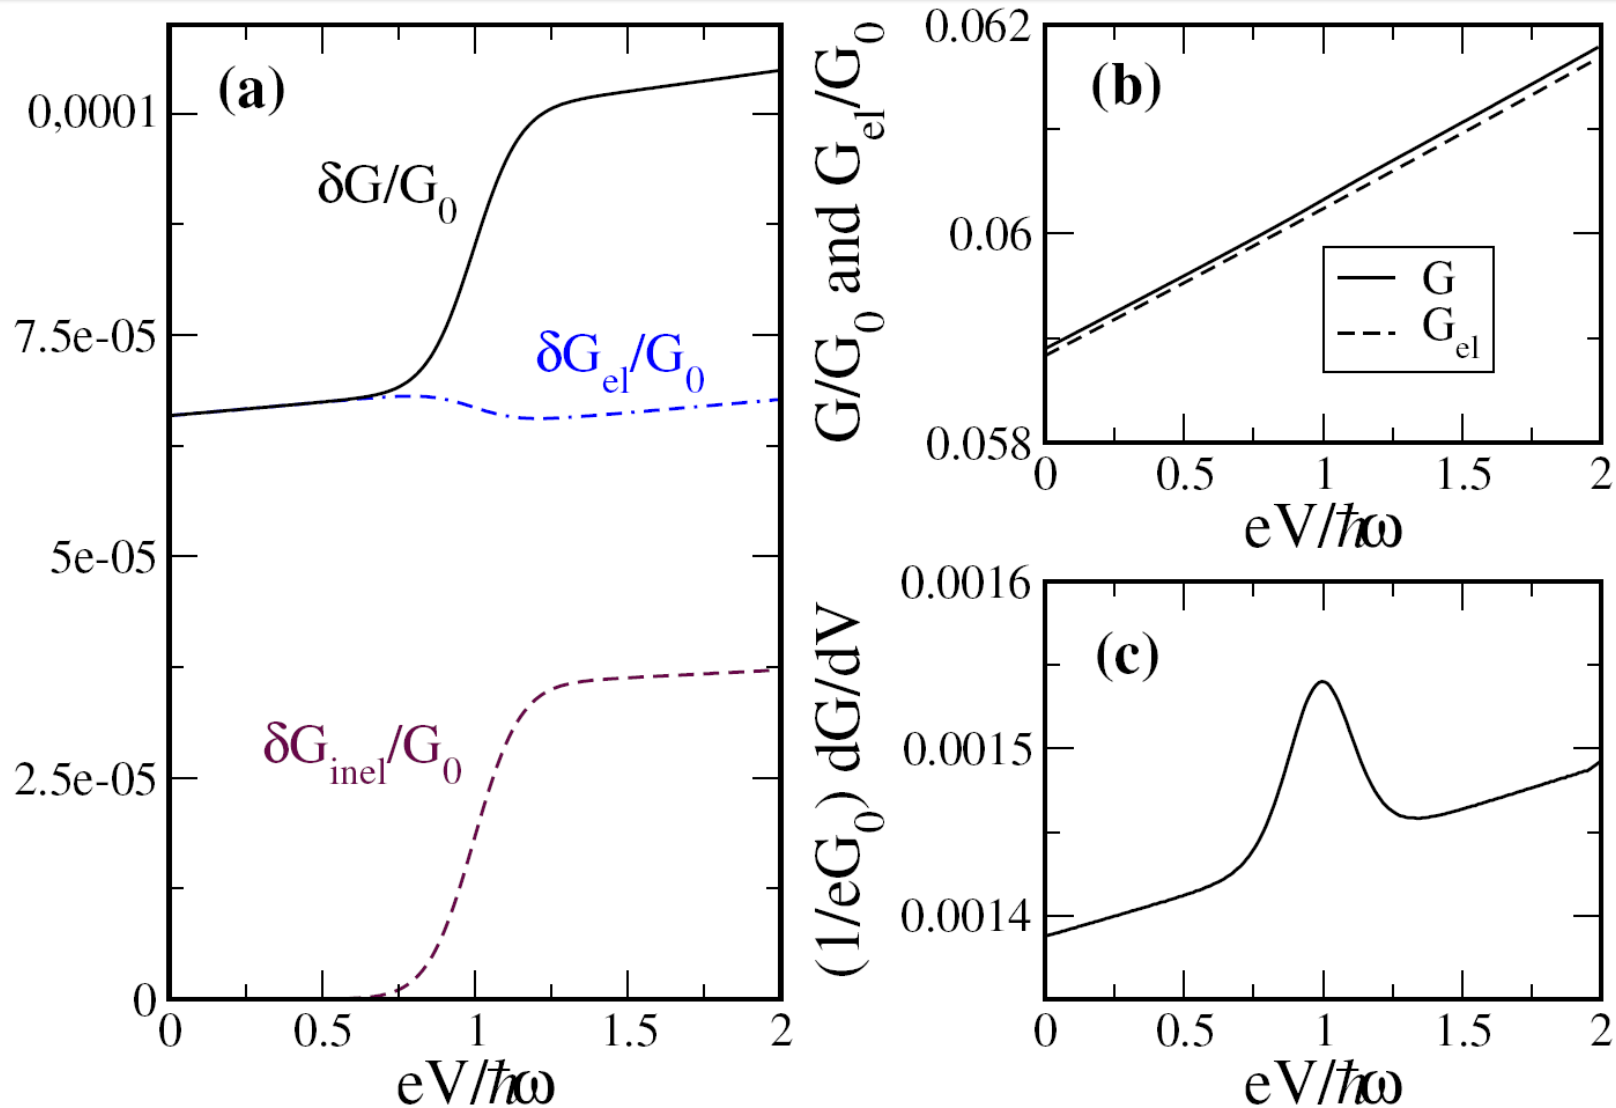 (a)
0,0001
7.5e-05
5e-05
2.5e-05
0
δG/G0
δGel/G0
δGinel/G0
0 0.5 1 1.5 2
eV/ħω
G/G0 and Gel/G0
(b)
0.062
0.06
0.058
G
Gel
0 0.5 1 1.5 2
eV/ħω
(1/eG0) dG/dV
(c)
0.0016
0.0015
0.0014
0 0.5 1 1.5 2
eV/ħω